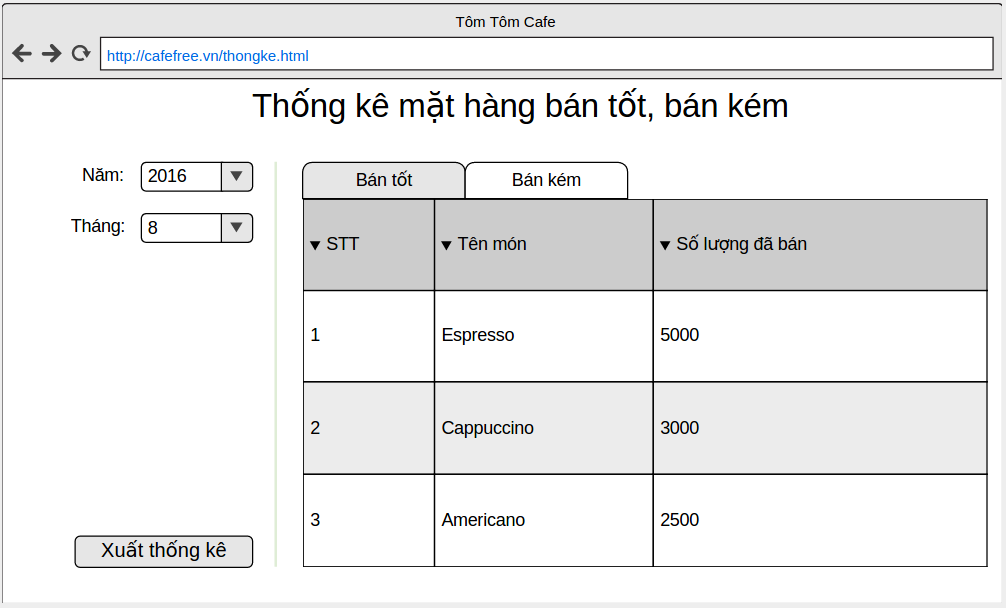 Tôm Tôm Cafe
http://cafefree.vn/thongke.html
Thống kê mặt hàng bán tốt, bán kém
Năm: 2016
Tháng: 8
Xuất thống kê
Bán tốt Bán kém
STT Tên món Số lượng đã bán
1 Espresso 5000
2 Cappuccino 3000
3 Americano 2500